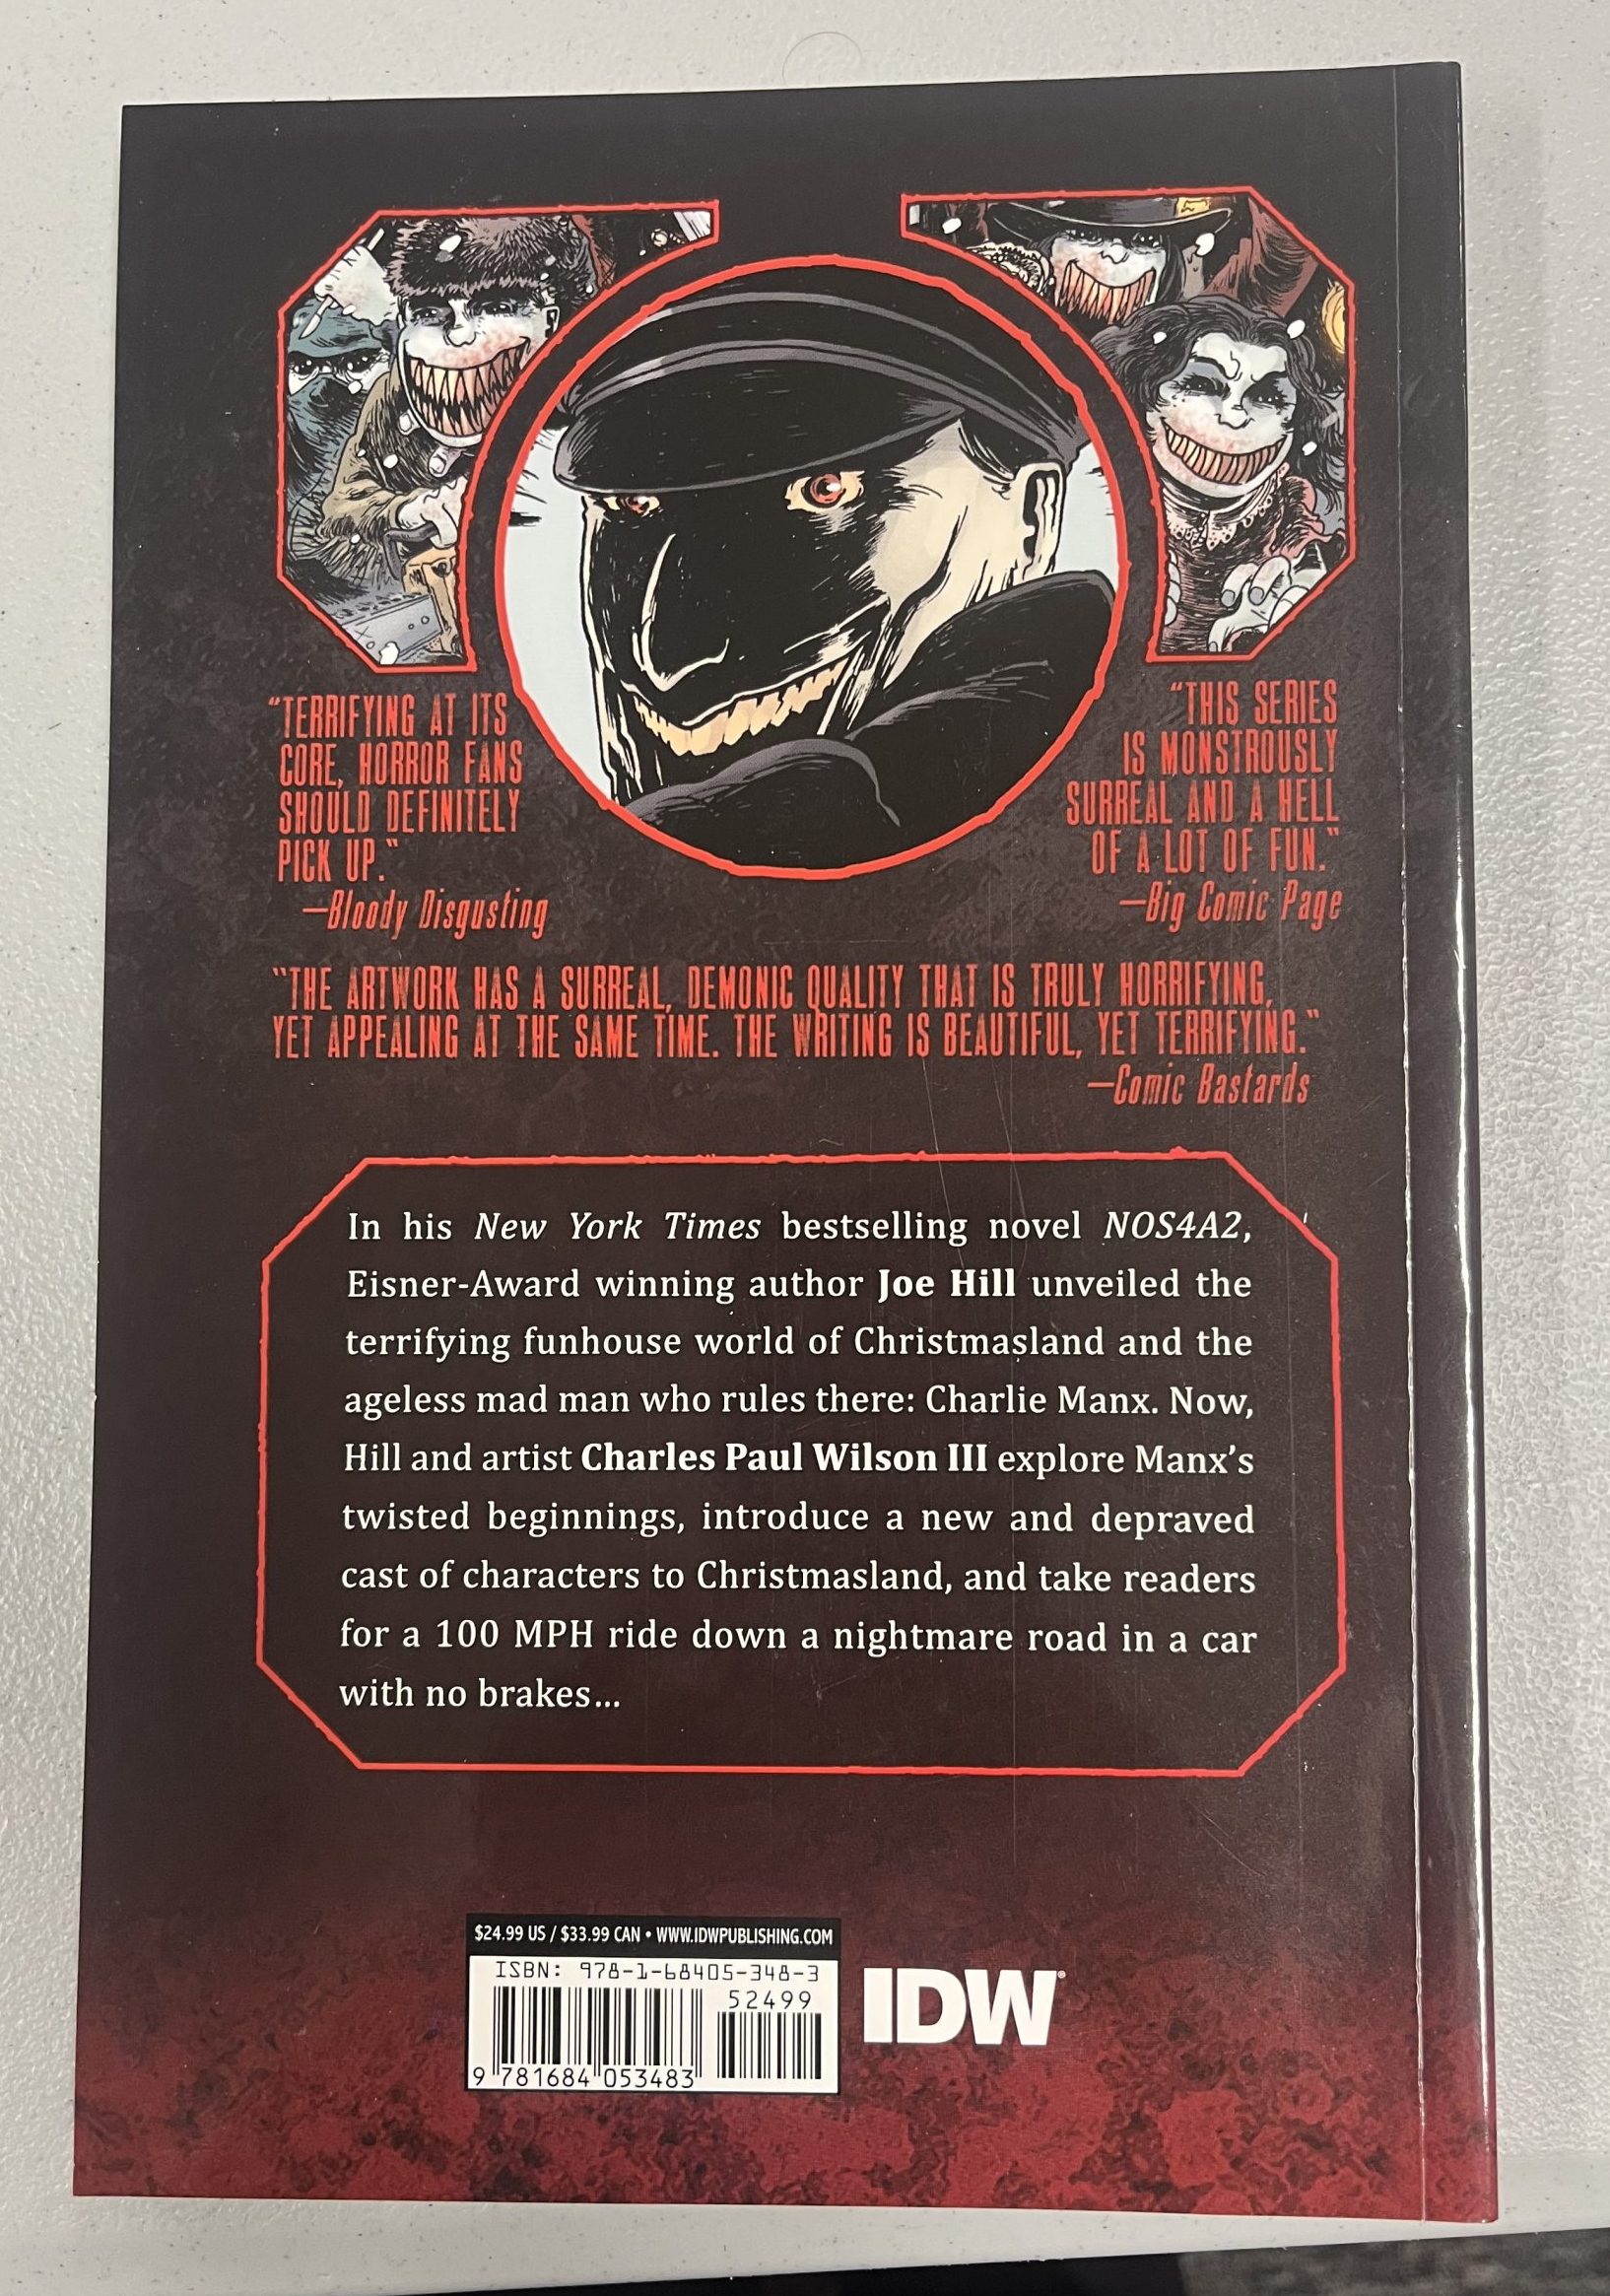 “TERRIFYING AT ITS
CORE, HORROR FANS
SHOULD DEFINITELY
PICK UP.”
—Bloody Disgusting
“THIS SERIES
IS MONSTROUSLY
SURREAL AND A HELL
OF A LOT OF FUN.”
—Big Comic Page
“THE ARTWORK HAS A SURREAL, DEMONIC QUALITY THAT IS TRULY HORRIFYING,
YET APPEALING AT THE SAME TIME. THE WRITING IS BEAUTIFUL, YET TERRIFYING.”
—Comic Bastards
In his New York Times bestselling novel NOS4A2,
Eisner-Award winning author Joe Hill unveiled the
terrifying funhouse world of Christmasland and the
ageless mad man who rules there: Charlie Manx. Now,
Hill and artist Charles Paul Wilson III explore Manx’s
twisted beginnings, introduce a new and depraved
cast of characters to Christmasland, and take readers
for a 100 MPH ride down a nightmare road in a car
with no brakes…
$24.99 US / $33.99 CAN • WWW.IDWPUBLISHING.COM
ISBN: 978-1-68405-348-3
52499
9 781684 053483
IDW®